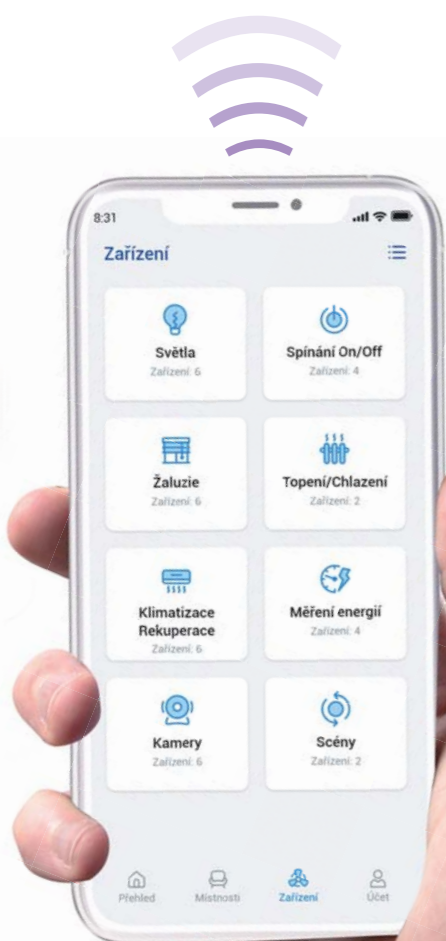 8:31
Zařízení
Světla
Zařízení: 6
Spínání On/Off
Zařízení: 4
Žaluzie
Zařízení: 6
Topení/Chlazení
Zařízení: 2
Klimatizace
Rekuperace
Zařízení: 6
Měření energií
Zařízení: 4
Kamery
Zařízení: 6
Scény
Zařízení: 2
Přehled
Místnosti
Zařízení
Účet